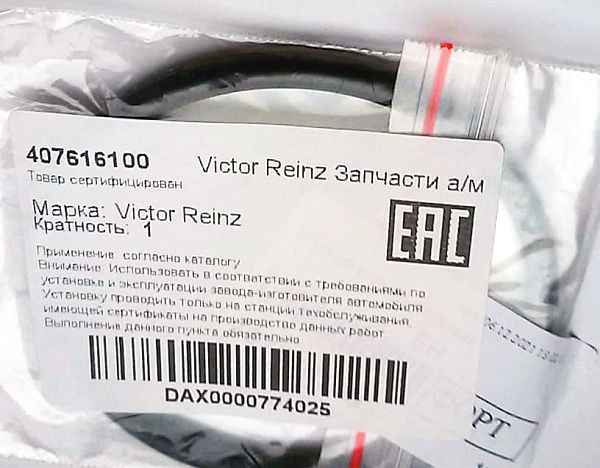 407616100 Victor Reinz Запчасти а/м
Товар сертифицирован
Марка: Victor Reinz
Кратность: 1
EAC
Применение: согласно каталогу
Внимание: Использовать в соответствии с требованиями по
установке и эксплуатации завода-изготовителя автомобиля
Установку проводить только на станции техобслуживания,
имеющей сертификаты на производство данных работ
Выполнение данного пункта обязательно
DAX0000774025